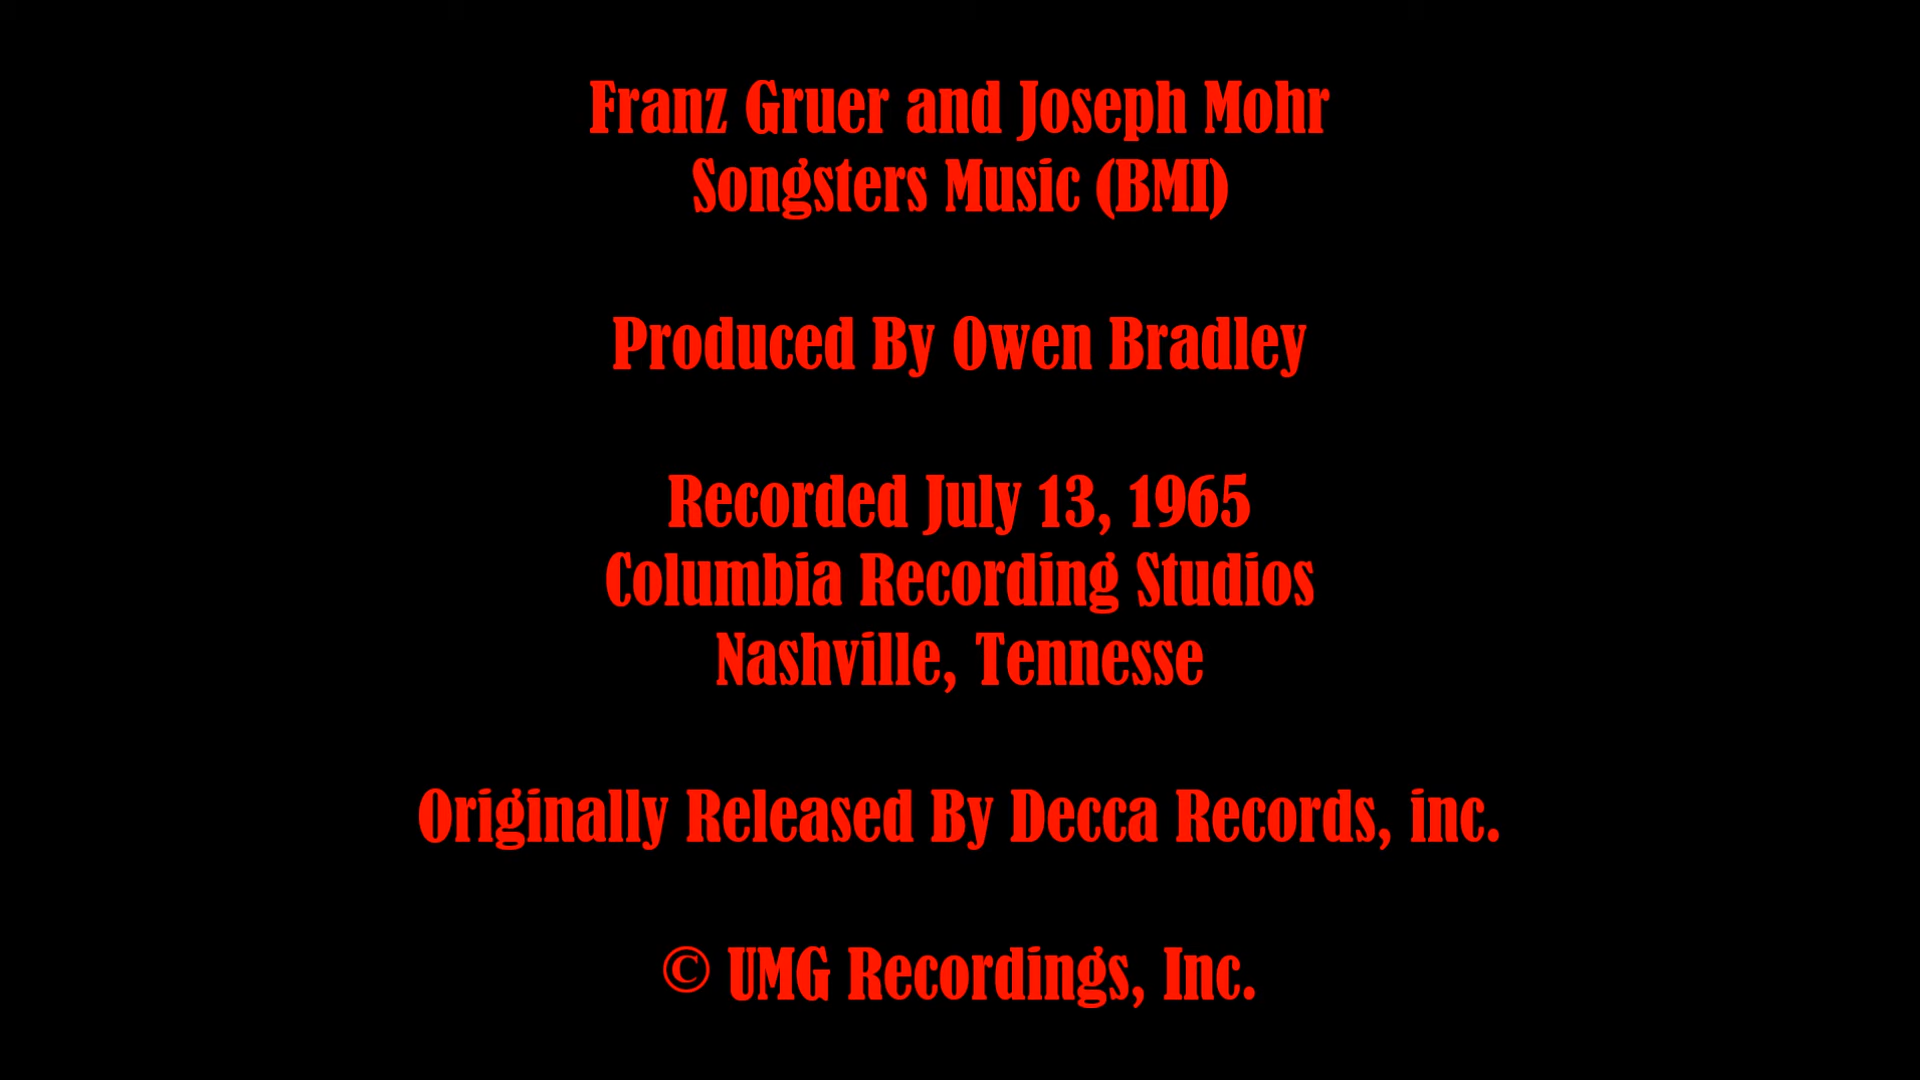 Franz Gruer and Joseph Mohr
Songsters Music (BMI)
Produced By Owen Bradley
Recorded July 13, 1965
Columbia Recording Studios
Nashville, Tennesse
Originally Released By Decca Records, inc.
© UMG Recordings, Inc.